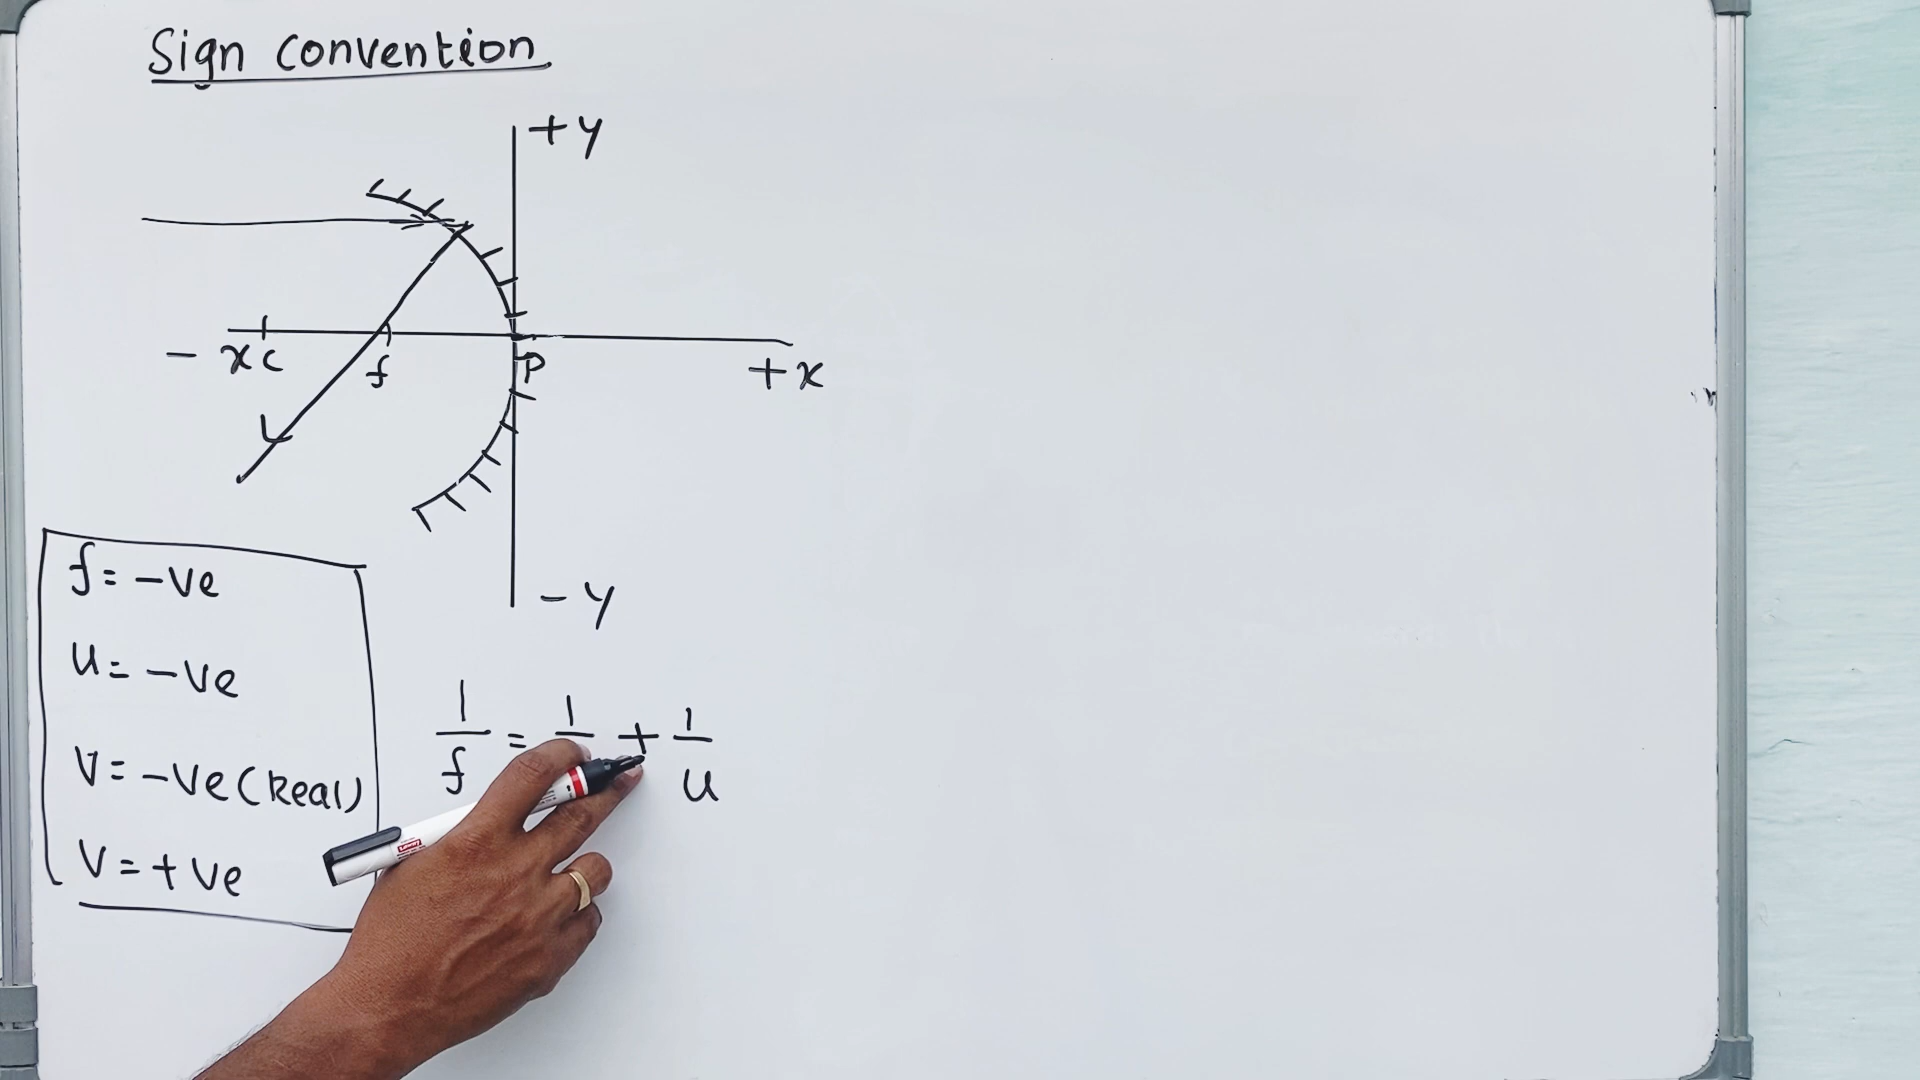 Sign convention
+y
- x c
f
P
+ x
- y
f = -ve
u = -ve
V = -ve (Real)
V = + ve
1/f = 1/ + 1/u